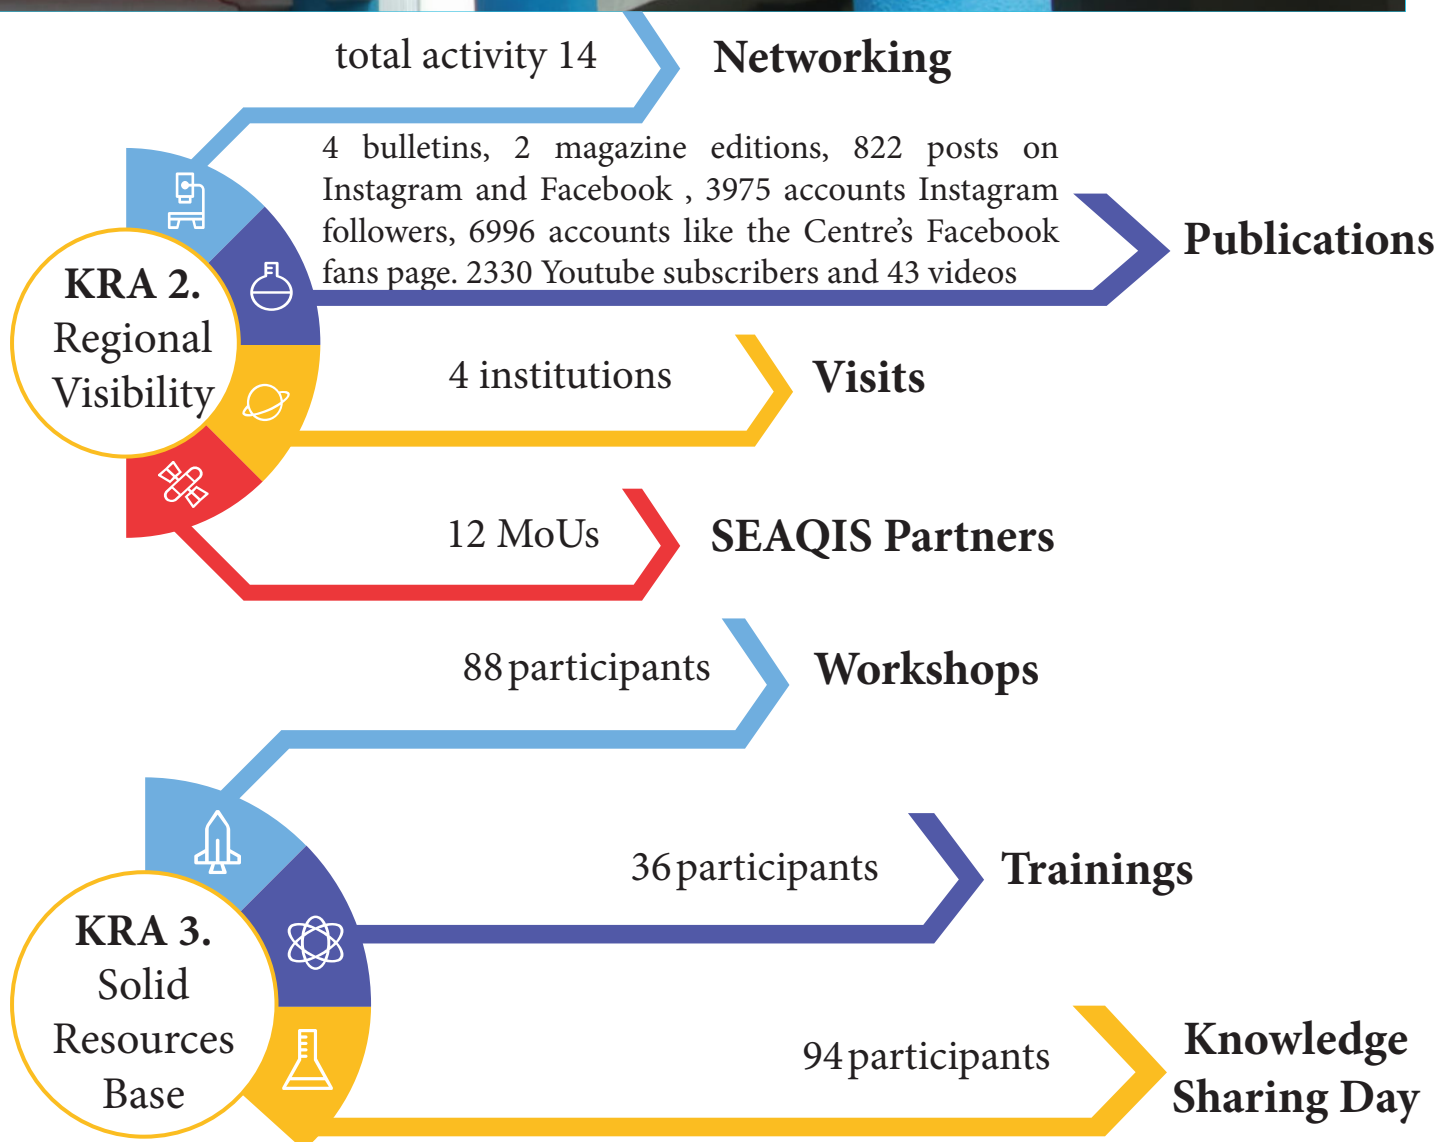 total activity 14
Networking
4 bulletins, 2 magazine editions, 822 posts on
Instagram and Facebook , 3975 accounts Instagram
followers, 6996 accounts like the Centre's Facebook
fans page. 2330 Youtube subscribers and 43 videos
Publications
KRA 2.
Regional
Visibility
4 institutions
Visits
12 MoUs
SEAQIS Partners
88 participants
Workshops
36 participants
Trainings
KRA 3.
Solid
Resources
Base
94 participants
Knowledge
Sharing Day